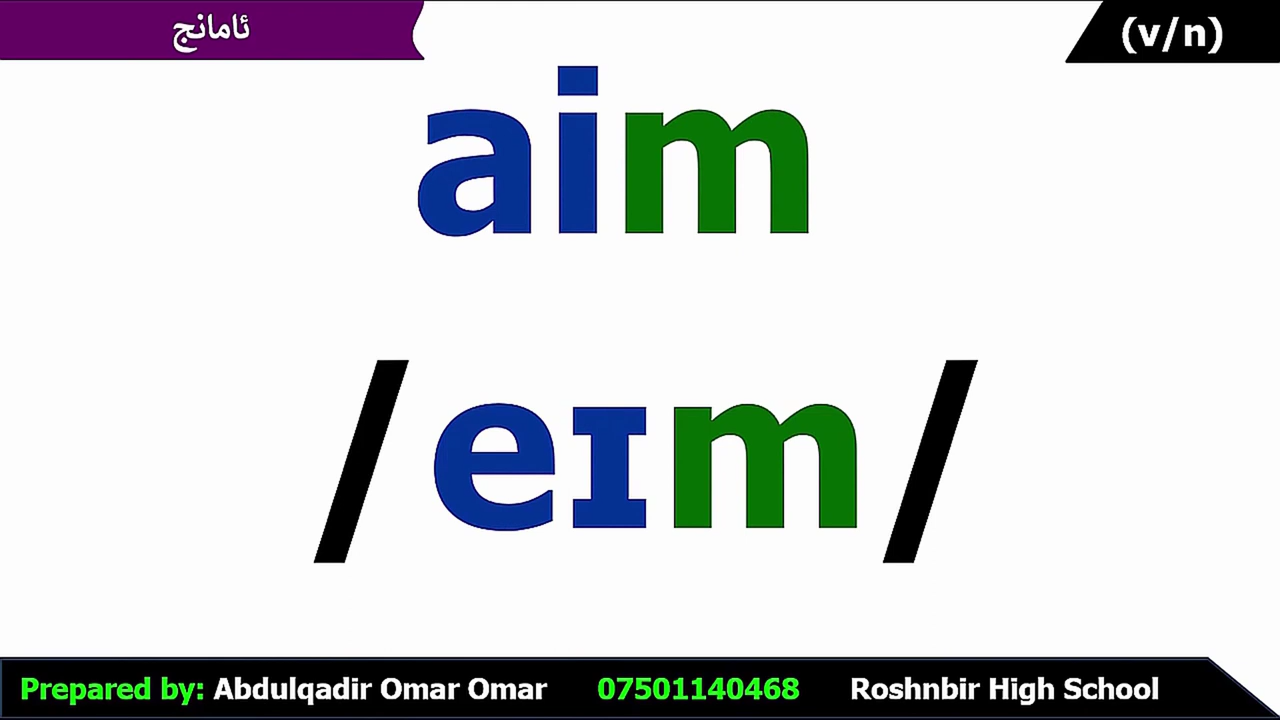 ئامانج
(v/n)
aim
/eɪm/
Prepared by: Abdulqadir Omar Omar 07501140468 Roshnbir High School